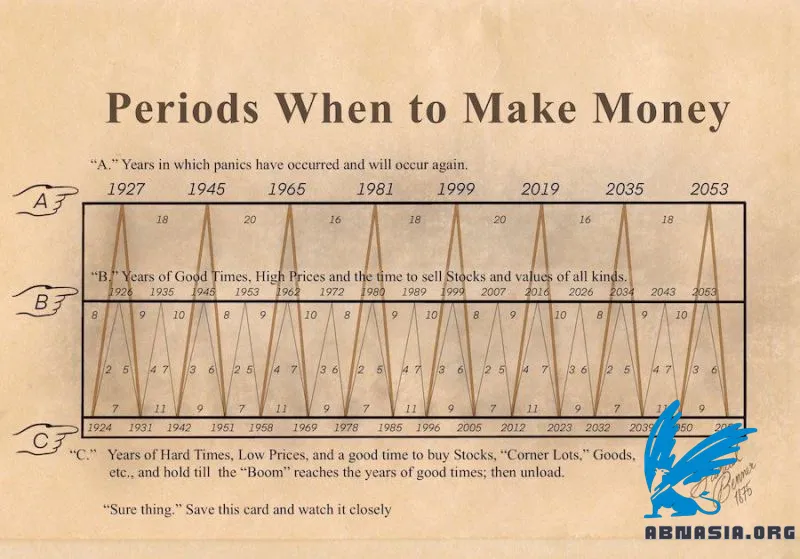 Periods When to Make Money
“A.” Years in which panics have occurred and will occur again.
1927 1945 1965 1981 1999 2019 2035 2053
A
18 20 16 18 20 16 18
“B.” Years of Good Times, High Prices and the time to sell Stocks and values of all kinds.
B
1926 1935 1945 1953 1962 1972 1980 1989 1999 2007 2016 2026 2034 2043 2053
8 9 10 8 9 10 8 9 10 8 9 10 8 9 10
2 5 4 7 3 6 2 5 4 7 3 6 2 5 4 7 3 6 2 5 4 7 3 6 2 5 4 7 3 6
7 11 9 7 11 9 7 11 9 7 11 9 7 11 9
1924 1931 1942 1951 1958 1969 1978 1985 1996 2005 2012 2023 2032 2039
C
“C.” Years of Hard Times, Low Prices, and a good time to buy Stocks, “Corner Lots,” Goods,
etc., and hold till the “Boom” reaches the years of good times; then unload.
Benner
1875
“Sure thing.” Save this card and watch it closely
ABNASIA.ORG